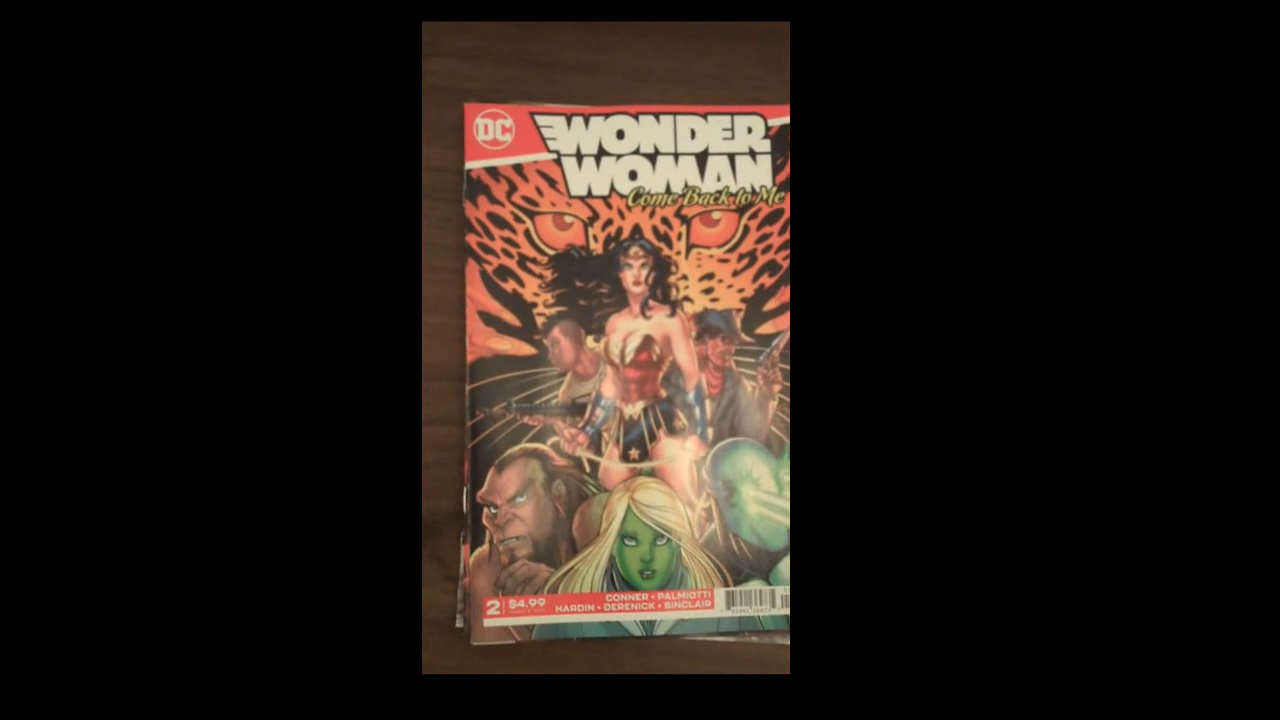 DC
WONDER
WOMAN
Come Back to Me
2 $4.99
CONNER • PALMIOTTI
HARDIN • DERENICK • SINCLAIR